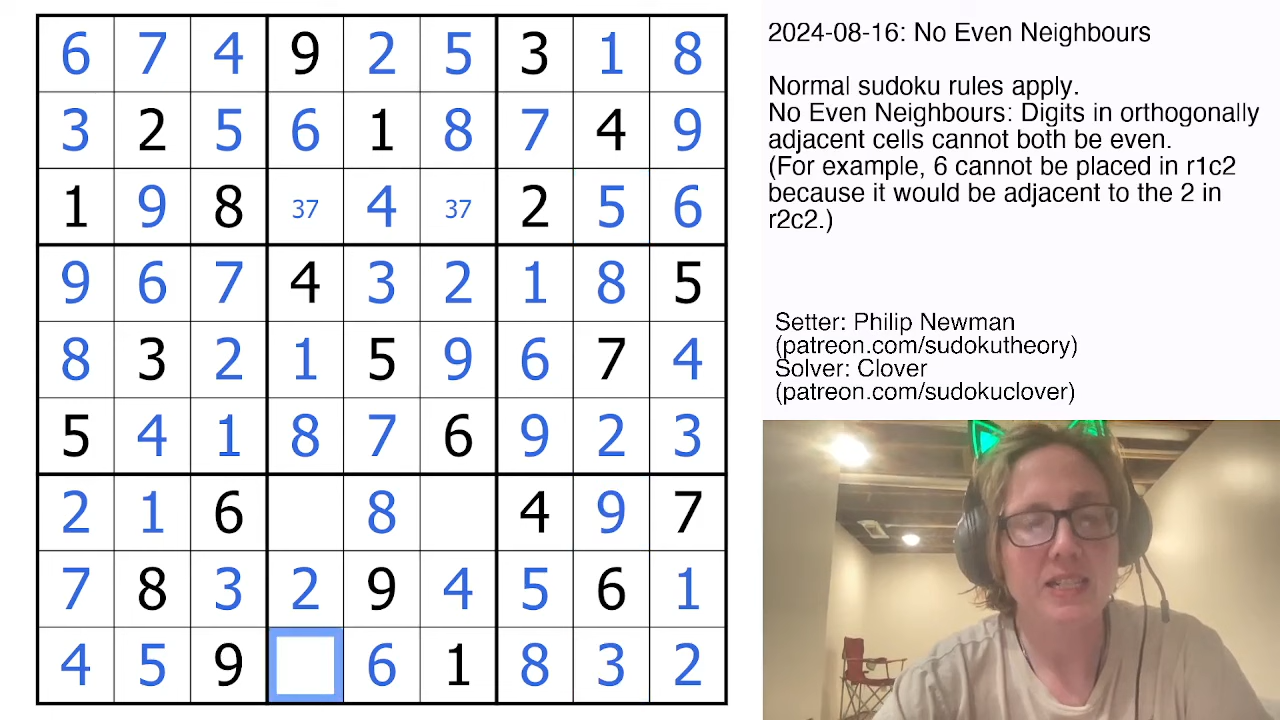 6 7 4 9 2 5 3 1 8
3 2 5 6 1 8 7 4 9
1 9 8 37 4 37 2 5 6
9 6 7 4 3 2 1 8 5
8 3 2 1 5 9 6 7 4
5 4 1 8 7 6 9 2 3
2 1 6 8 4 9 7
7 8 3 2 9 4 5 6 1
4 5 9 6 1 8 3 2
2024-08-16: No Even Neighbours
Normal sudoku rules apply.
No Even Neighbours: Digits in orthogonally
adjacent cells cannot both be even.
(For example, 6 cannot be placed in r1c2
because it would be adjacent to the 2 in
r2c2.)
Setter: Philip Newman
(patreon.com/sudokutheory)
Solver: Clover
(patreon.com/sudokuclover)